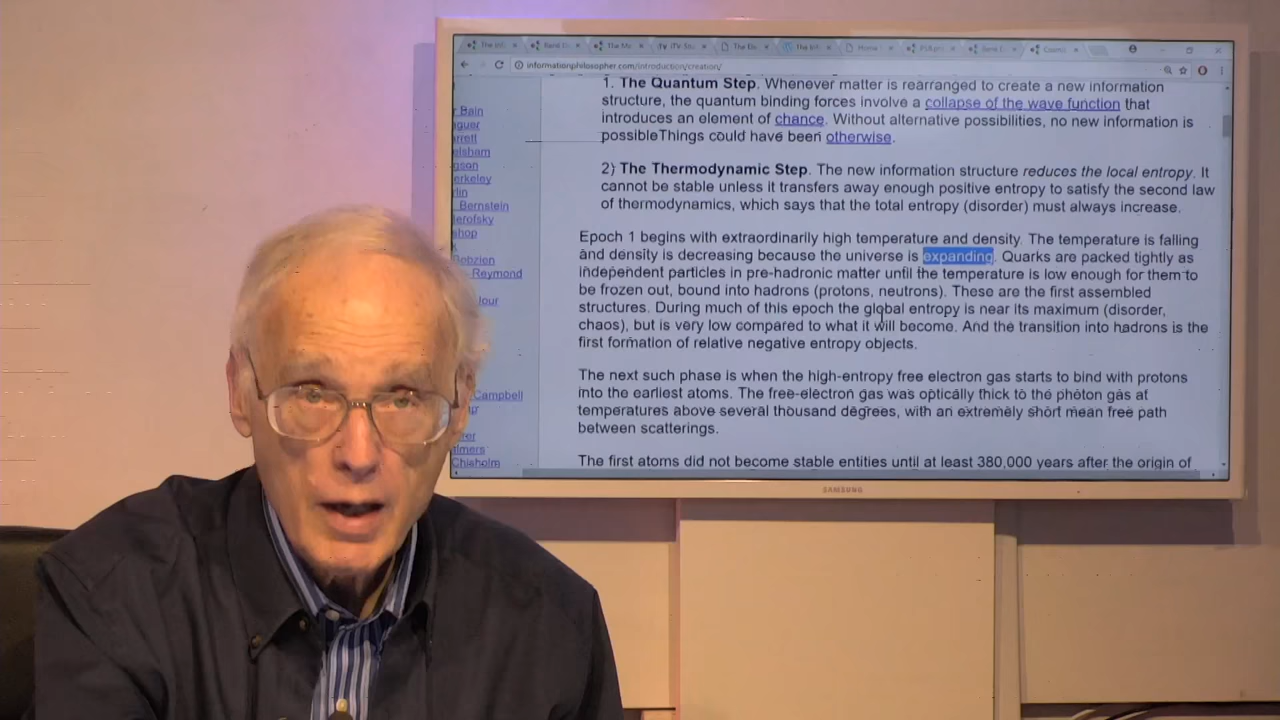 informationphilosopher.com/introduction/creation/
1. The Quantum Step. Whenever matter is rearranged to create a new information
structure, the quantum binding forces involve a collapse of the wave function that
introduces an element of chance. Without alternative possibilities, no new information is
possibleThings could have been otherwise.
2) The Thermodynamic Step. The new information structure reduces the local entropy. It
cannot be stable unless it transfers away enough positive entropy to satisfy the second law
of thermodynamics, which says that the total entropy (disorder) must always increase.
Epoch 1 begins with extraordinarily high temperature and density. The temperature is falling
and density is decreasing because the universe is expanding. Quarks are packed tightly as
independent particles in pre-hadronic matter until the temperature is low enough for them to
be frozen out, bound into hadrons (protons, neutrons). These are the first assembled
structures. During much of this epoch the global entropy is near its maximum (disorder,
chaos), but is very low compared to what it will become. And the transition into hadrons is the
first formation of relative negative entropy objects.
The next such phase is when the high-entropy free electron gas starts to bind with protons
into the earliest atoms. The free-electron gas was optically thick to the photon gas at
temperatures above several thousand degrees, with an extremely short mean free path
between scatterings.
The first atoms did not become stable entities until at least 380,000 years after the origin of
Bain
Bernstein
Reymond
Campbell
Chisholm
SAMSUNG